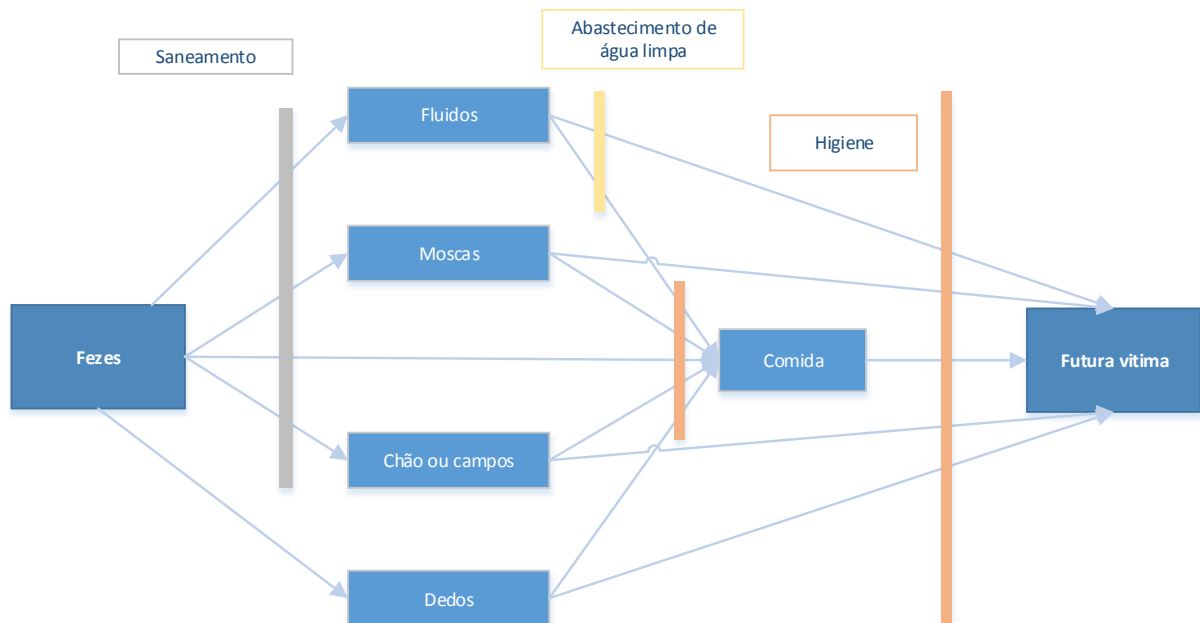 Saneamento
Abastecimento de
água limpa
Higiene
Fluidos
Moscas
Fezes
Comida
Futura vitima
Chão ou campos
Dedos